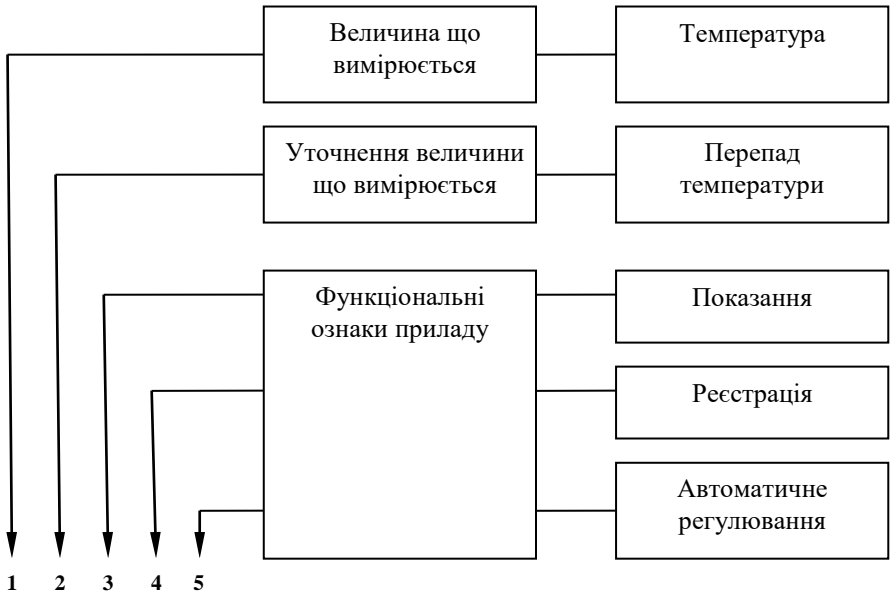 Величина що
вимірюється
Температура
Уточнення величини
що вимірюється
Перепад
температури
Функціональні
ознаки приладу
Показання
Реєстрація
Автоматичне
регулювання
1 2 3 4 5